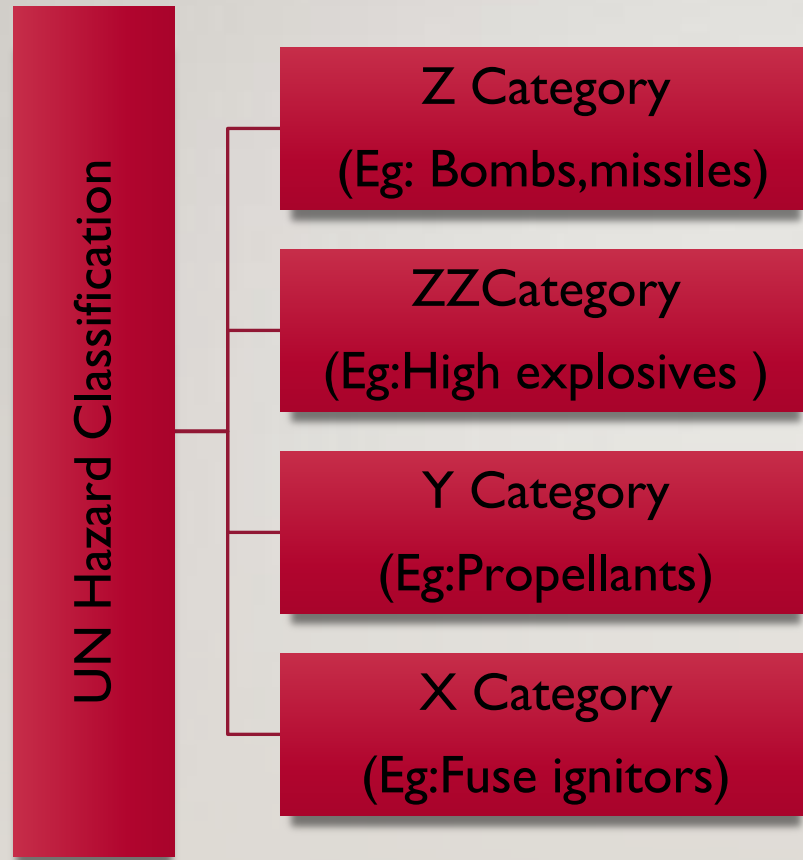 UN Hazard Classification
Z Category
(Eg: Bombs,missiles)
ZZCategory
(Eg:High explosives )
Y Category
(Eg:Propellants)
X Category
(Eg:Fuse ignitors)